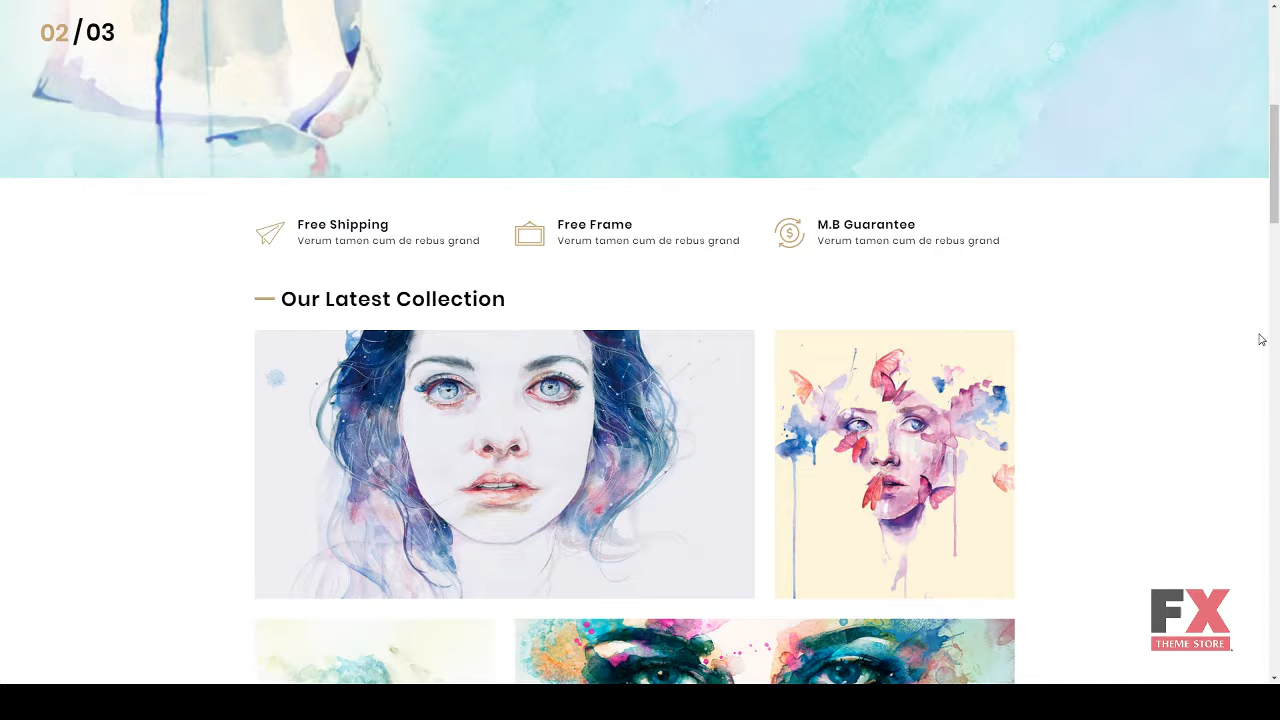 02 / 03
Free Shipping
Verum tamen cum de rebus grand
Free Frame
Verum tamen cum de rebus grand
M.B Guarantee
Verum tamen cum de rebus grand
Our Latest Collection
FX
THEME STORE